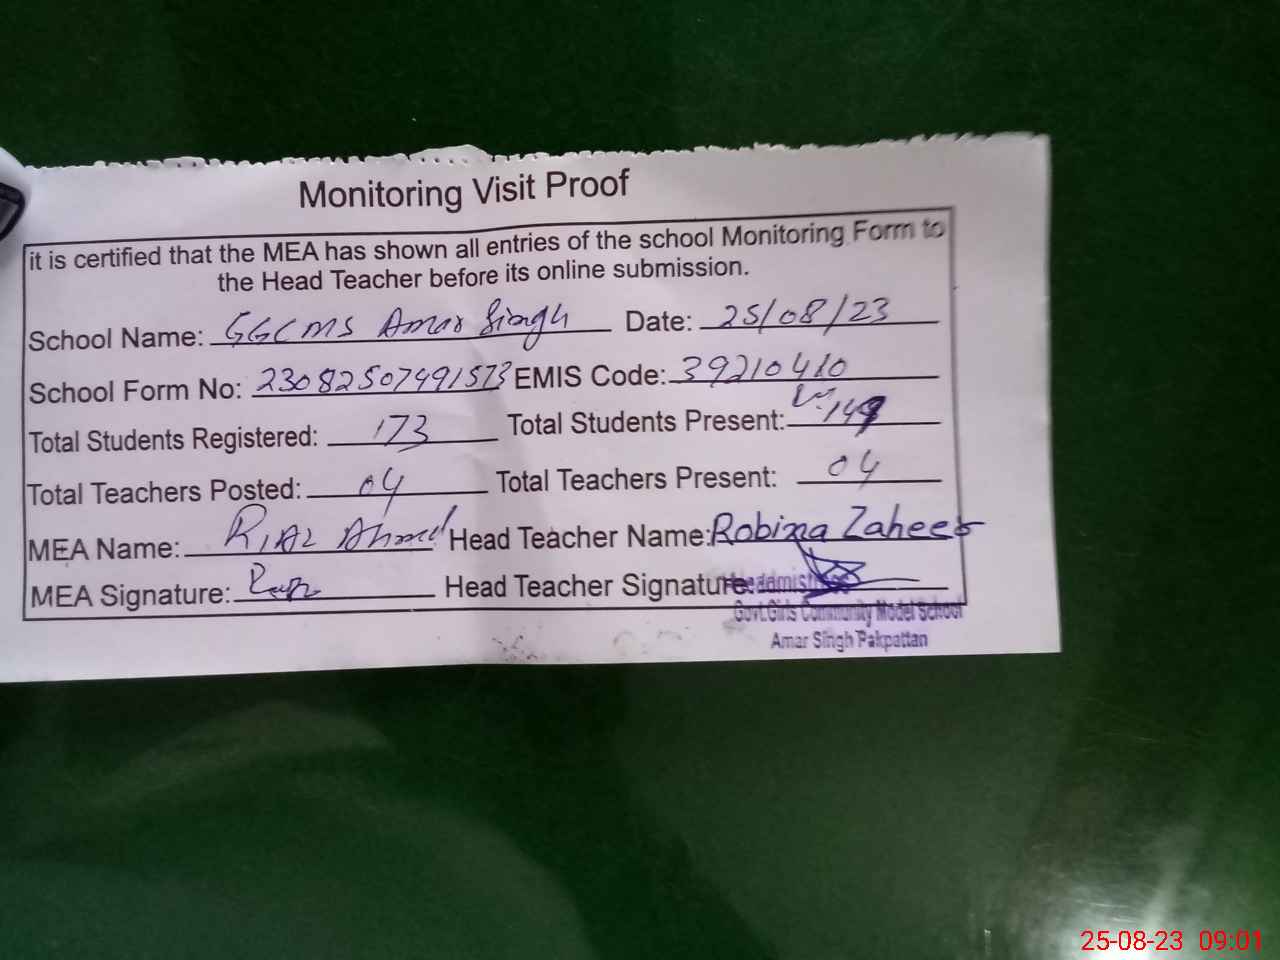 Monitoring Visit Proof
it is certified that the MEA has shown all entries of the school Monitoring Form to
the Head Teacher before its online submission.
School Name: GGCMS Amar Singh Date: 25/08/23
School Form No: 23082507491573 EMIS Code: 39210410
Total Students Registered: 173 Total Students Present: 149
Total Teachers Posted: 04 Total Teachers Present: 04
MEA Name: Riaz Ahmed Head Teacher Name: Robina Zaheer
MEA Signature: Head Teacher Signature: Headmistress
Govt.Girls Community Model School
Amar Singh Pakpattan
25-08-23 09:01